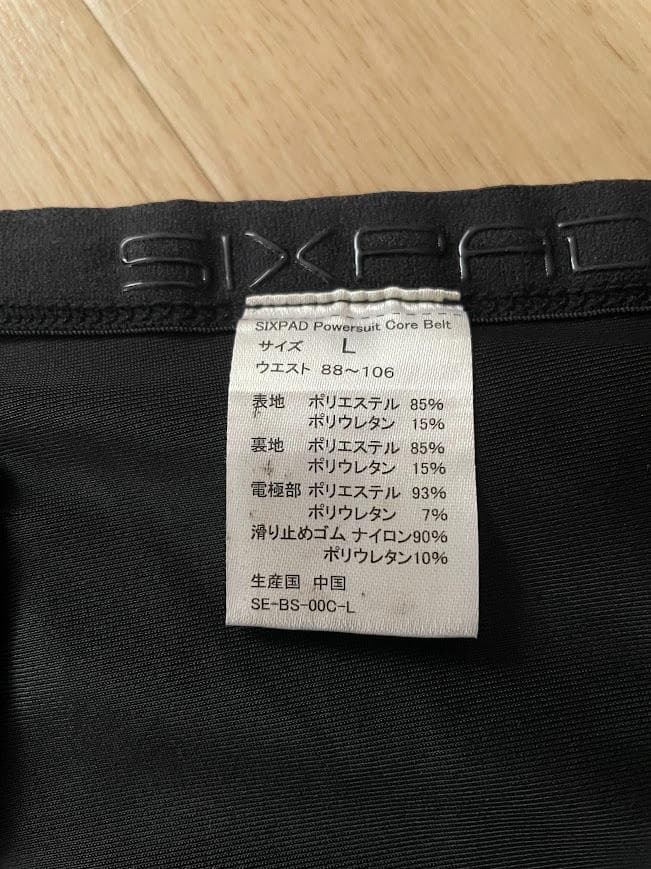 SIXPAD
SIXPAD Powersuit Core Belt
サイズ L
ウエスト 88～106
表地 ポリエステル 85%
ポリウレタン 15%
裏地 ポリエステル 85%
ポリウレタン 15%
電極部 ポリエステル 93%
ポリウレタン 7%
滑り止めゴム ナイロン90%
ポリウレタン10%
生産国 中国
SE-BS-00C-L